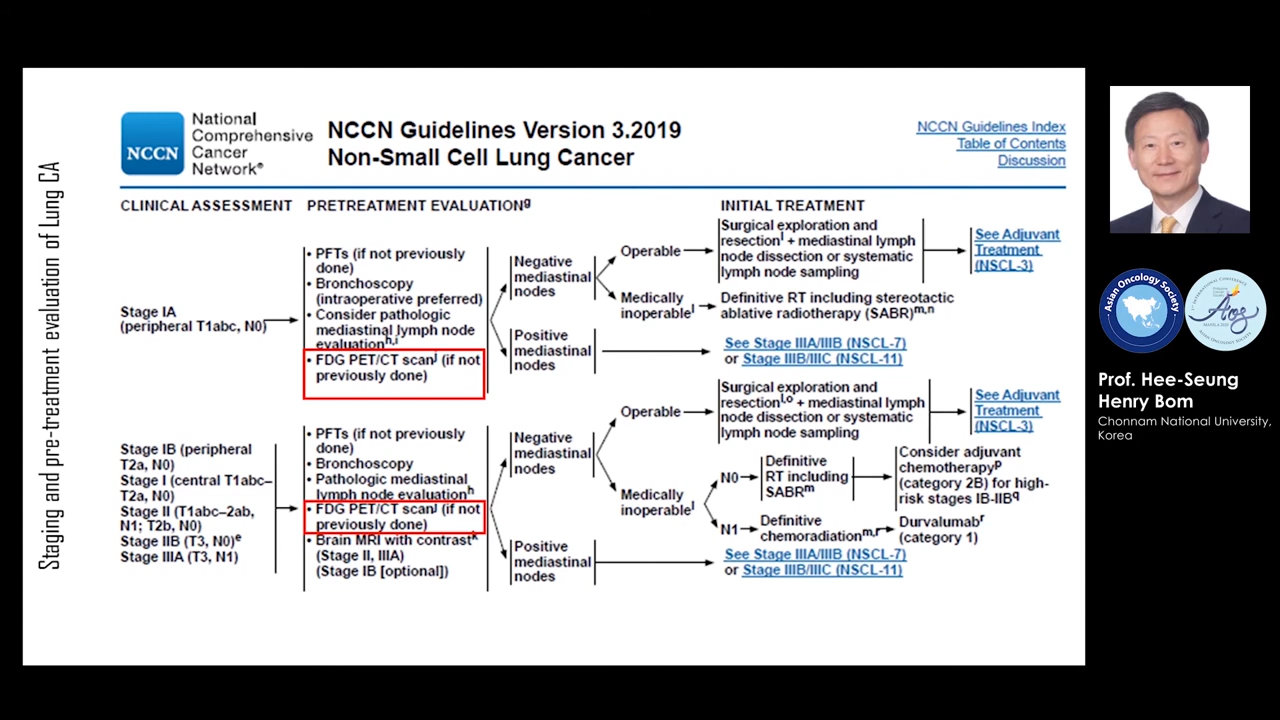 Staging and pre-treatment evaluation of Lung CA
NCCN
National
Comprehensive
Cancer
Network®
NCCN Guidelines Version 3.2019
Non-Small Cell Lung Cancer
NCCN Guidelines Index
Table of Contents
Discussion
CLINICAL ASSESSMENT
PRETREATMENT EVALUATIONg
INITIAL TREATMENT
Stage IA
(peripheral T1abc, N0)
• PFTs (if not previously
done)
• Bronchoscopy
(intraoperative preferred)
• Consider pathologic
mediastinal lymph node
evaluationh,i
• FDG PET/CT scanj (if not
previously done)
Negative
mediastinal
nodes
Positive
mediastinal
nodes
Operable
Medically
inoperablel
Surgical exploration and
resectionl + mediastinal lymph
node dissection or systematic
lymph node sampling
See Adjuvant
Treatment
(NSCL-3)
Definitive RT including stereotactic
ablative radiotherapy (SABR)m,n
See Stage IIIA/IIIB (NSCL-7)
or Stage IIIB/IIIC (NSCL-11)
Stage IB (peripheral
T2a, N0)
Stage I (central T1abc–
T2a, N0)
Stage II (T1abc–2ab,
N1; T2b, N0)
Stage IIB (T3, N0)e
Stage IIIA (T3, N1)
• PFTs (if not previously
done)
• Bronchoscopy
• Pathologic mediastinal
lymph node evaluationh
• FDG PET/CT scanj (if not
previously done)
• Brain MRI with contrastk
(Stage II, IIIA)
(Stage IB [optional])
Negative
mediastinal
nodes
Positive
mediastinal
nodes
Operable
Medically
inoperablel
Surgical exploration and
resectionl,o + mediastinal lymph
node dissection or systematic
lymph node sampling
See Adjuvant
Treatment
(NSCL-3)
N0
Definitive
RT including
SABRm
Consider adjuvant
chemotherapyp
(category 2B) for high-
risk stages IB-IIBq
N1
Definitive
chemoradiationm,r
Durvalumabr
(category 1)
See Stage IIIA/IIIB (NSCL-7)
or Stage IIIB/IIIC (NSCL-11)
Asian Oncology Society
Aos
Prof. Hee-Seung
Henry Bom
Chonnam National University,
Korea